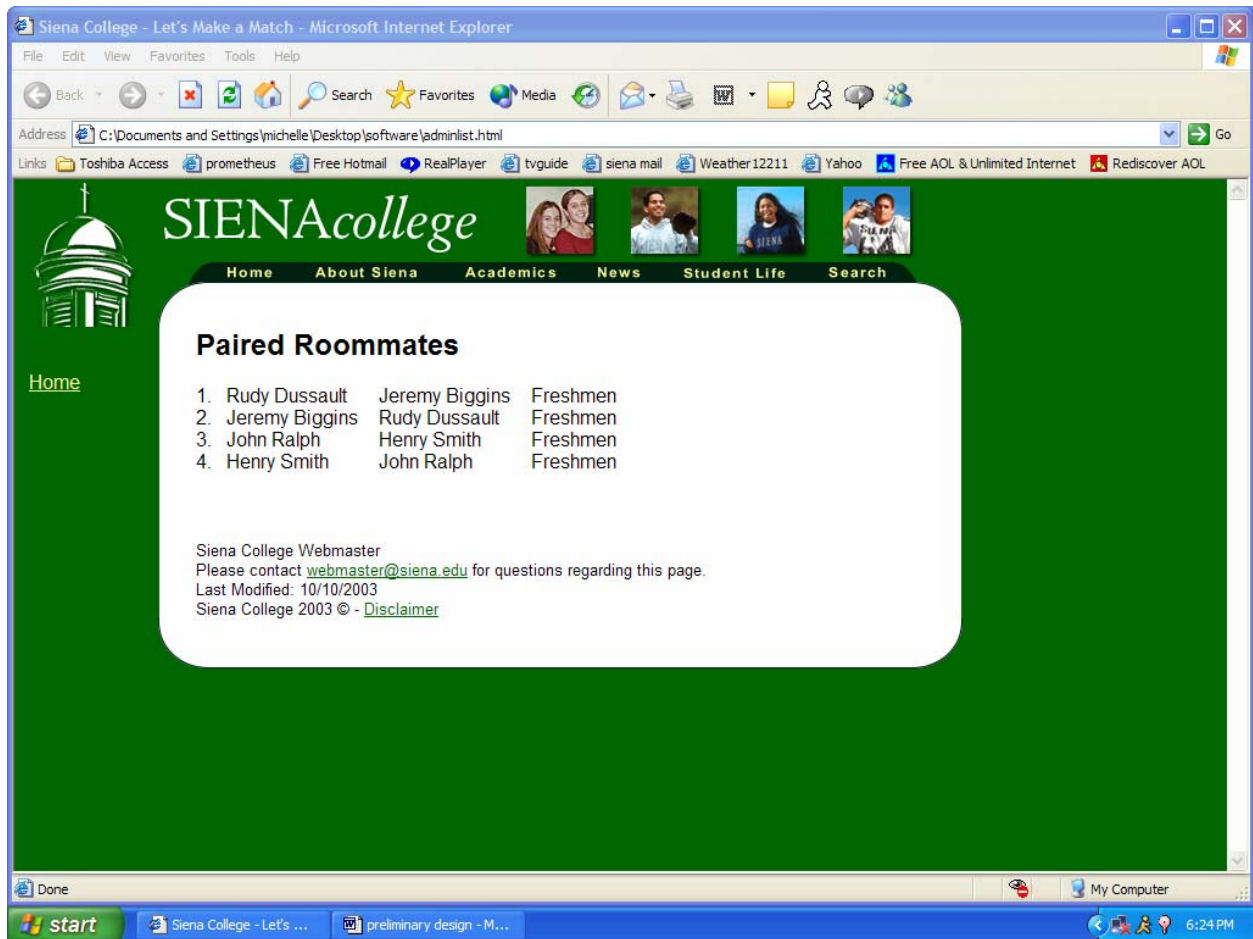 Siena College - Let's Make a Match - Microsoft Internet Explorer
File Edit View Favorites Tools Help
Back Search Favorites Media
Address C:\Documents and Settings\michelle\Desktop\software\adminlist.html Go
Links Toshiba Access prometheus Free Hotmail RealPlayer tvguide siena mail Weather12211 Yahoo Free AOL & Unlimited Internet Rediscover AOL
SIENAcollege
SIENA
Home About Siena Academics News Student Life Search
Home
Paired Roommates
1. Rudy Dussault Jeremy Biggins Freshmen
2. Jeremy Biggins Rudy Dussault Freshmen
3. John Ralph Henry Smith Freshmen
4. Henry Smith John Ralph Freshmen
Siena College Webmaster
Please contact webmaster@siena.edu for questions regarding this page.
Last Modified: 10/10/2003
Siena College 2003 © - Disclaimer
Done My Computer
start Siena College - Let's ... preliminary design - M... 6:24 PM